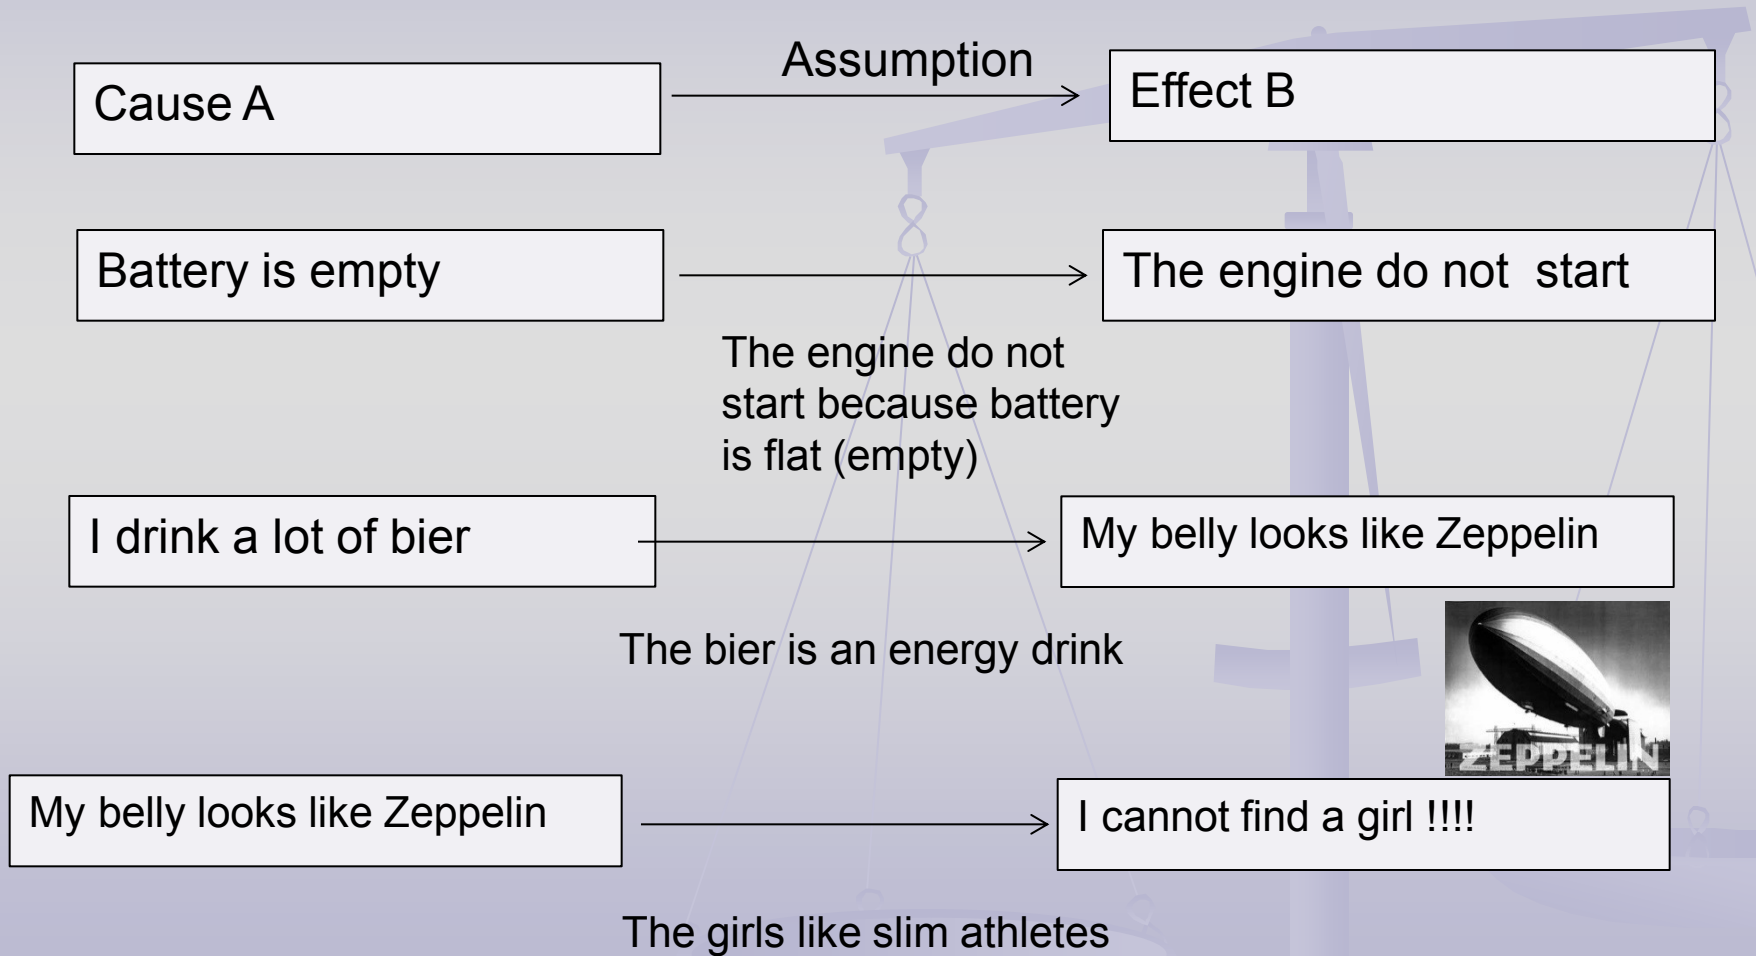 Assumption
Cause A
Effect B
Battery is empty
The engine do not  start
The engine do not
start because battery
is flat (empty)
I drink a lot of bier
My belly looks like Zeppelin
The bier is an energy drink
ZEPPELIN
My belly looks like Zeppelin
I cannot find a girl !!!!
The girls like slim athletes